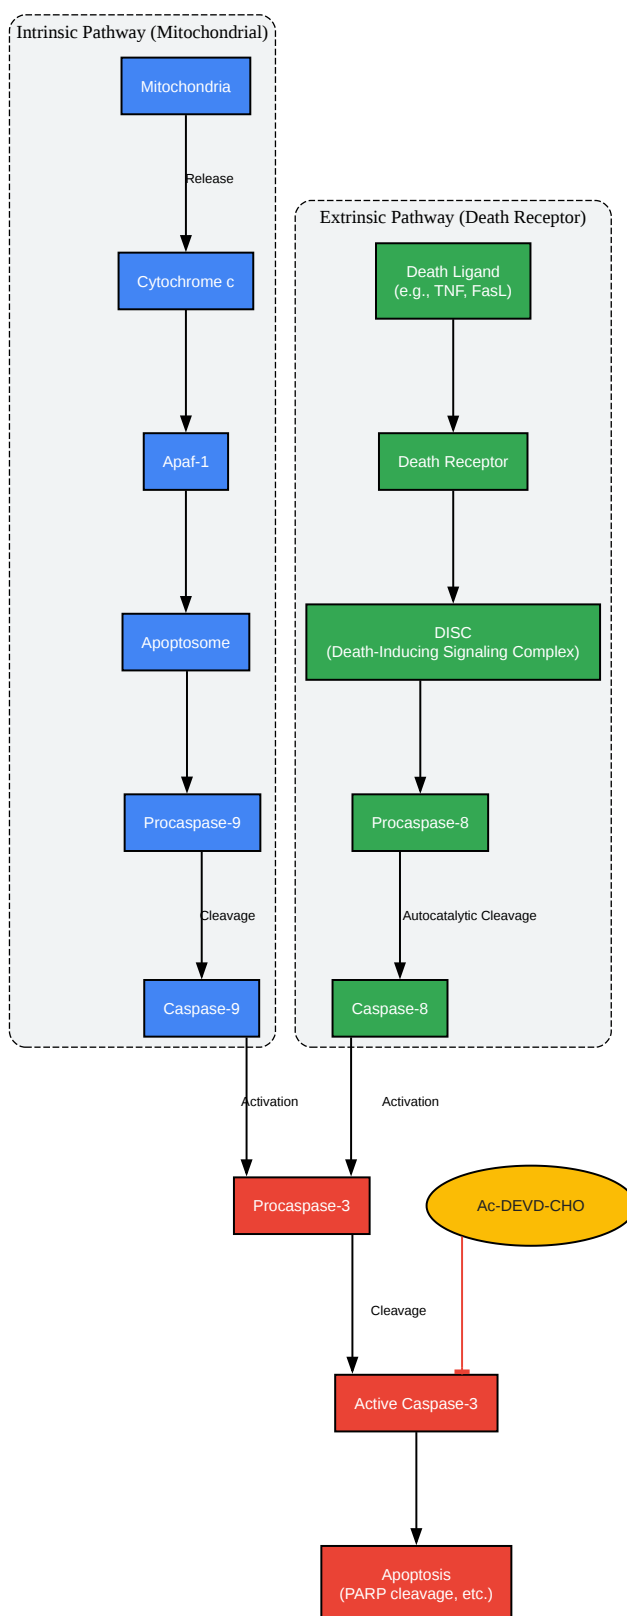 Intrinsic Pathway (Mitochondrial)
Mitochondria
Release
Cytochrome c
Apaf-1
Apoptosome
Procaspase-9
Cleavage
Caspase-9
Extrinsic Pathway (Death Receptor)
Death Ligand
(e.g., TNF, FasL)
Death Receptor
DISC
(Death-Inducing Signaling Complex)
Procaspase-8
Autocatalytic Cleavage
Caspase-8
Activation
Activation
Procaspase-3
Ac-DEVD-CHO
Cleavage
Active Caspase-3
Apoptosis
(PARP cleavage, etc.)